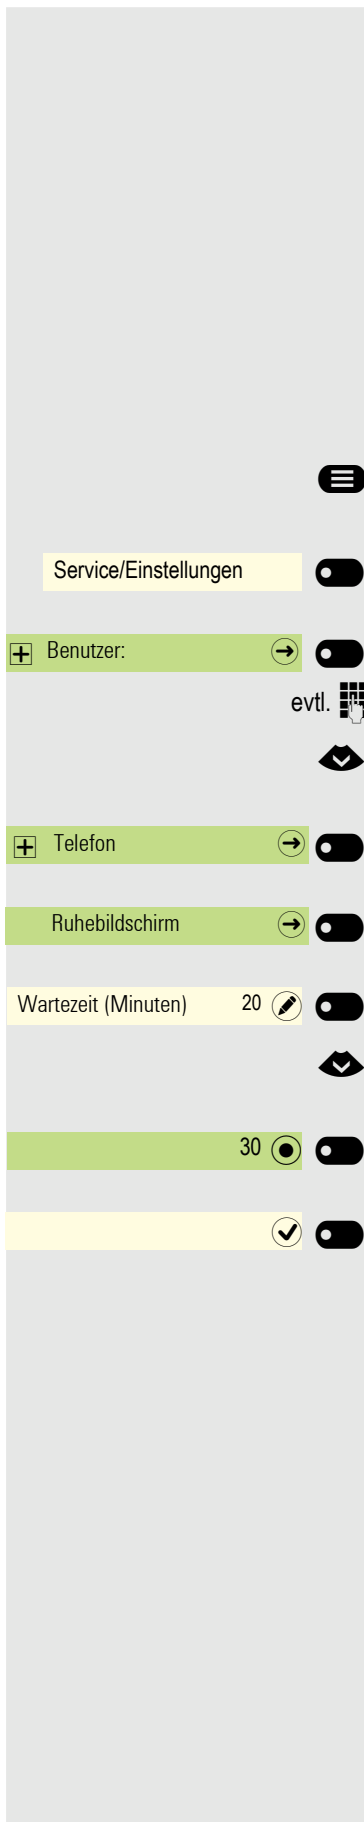 Service/Einstellungen
Benutzer:
evtl.
Telefon
Ruhebildschirm
Wartezeit (Minuten) 20
30